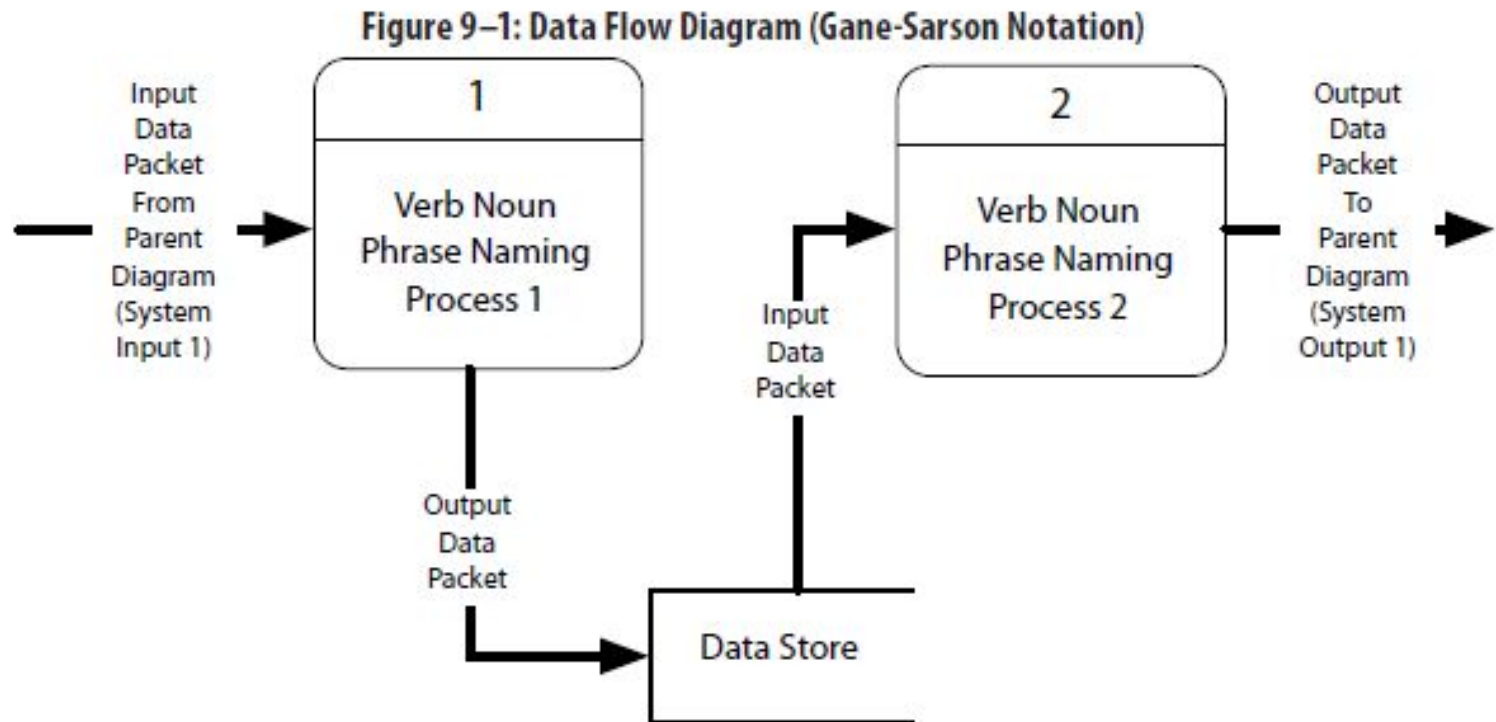 Figure 9–1: Data Flow Diagram (Gane-Sarson Notation)
Input
Data
Packet
From
Parent
Diagram
(System
Input 1)
1
Verb Noun
Phrase Naming
Process 1
Output
Data
Packet
Data Store
Input
Data
Packet
2
Verb Noun
Phrase Naming
Process 2
Output
Data
Packet
To
Parent
Diagram
(System
Output 1)